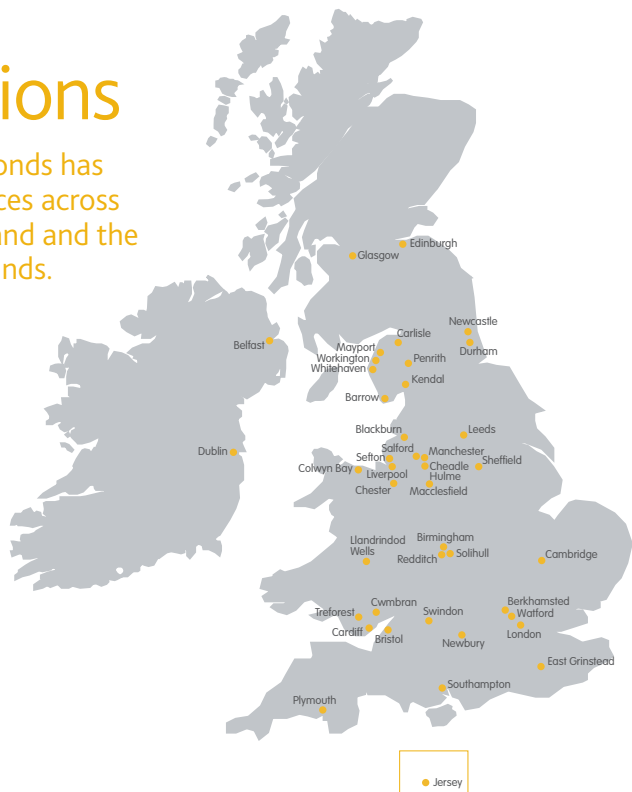 ions
onds has
ces across
and and the
nds.
Edinburgh
Glasgow
Newcastle
Carlisle
Belfast
Mayport
Durham
Workington
Penrith
Whitehaven
Kendal
Barrow
Blackburn
Leeds
Salford
Manchester
Dublin
Sefton
Sheffield
Colwyn Bay
Cheadle
Hulme
Liverpool
Chester
Macclesfield
Llandrindod
Wells
Birmingham
Redditch
Solihull
Cambridge
Cwmbran
Berkhamsted
Treforest
Swindon
Watford
Cardiff
Bristol
London
Newbury
East Grinstead
Southampton
Plymouth
Jersey